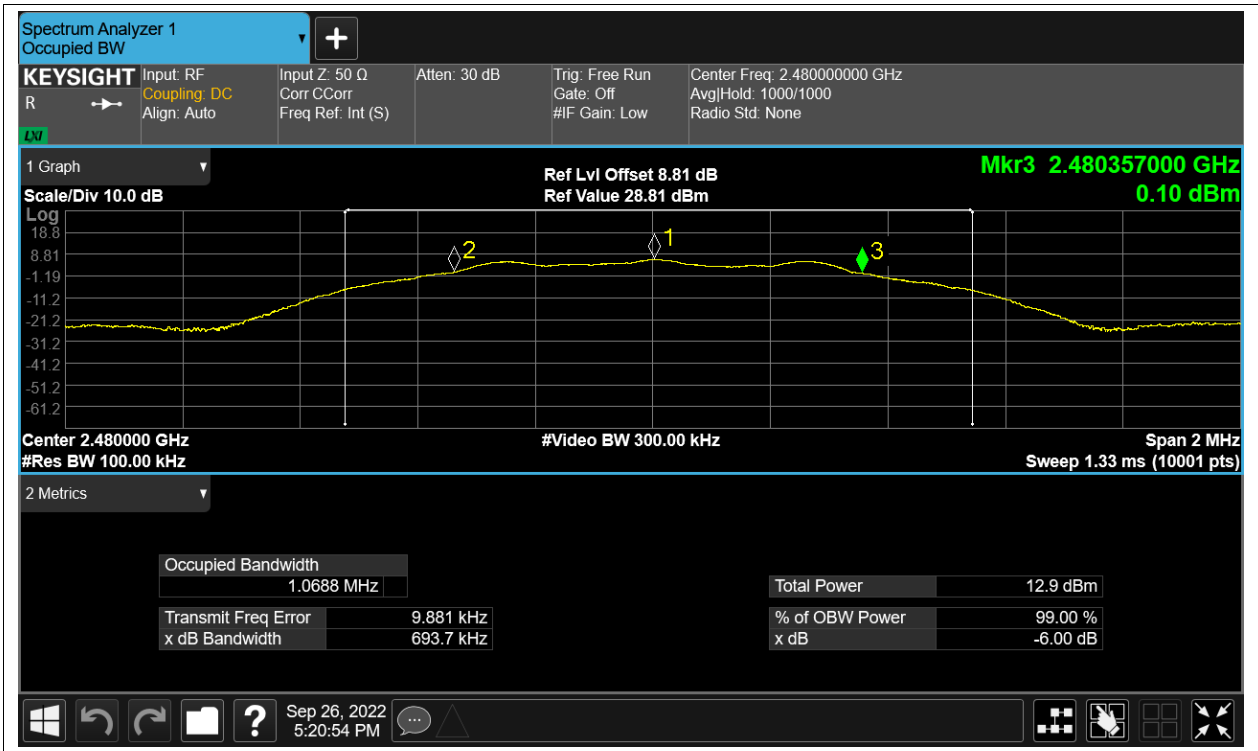 Spectrum Analyzer 1
Occupied BW
KEYSIGHT
R
LXI
Input: RF
Coupling: DC
Align: Auto
Input Z: 50 Ω
Corr CCorr
Freq Ref: Int (S)
Atten: 30 dB
Trig: Free Run
Gate: Off
#IF Gain: Low
Center Freq: 2.480000000 GHz
Avg|Hold: 1000/1000
Radio Std: None
1 Graph
Scale/Div 10.0 dB
Ref Lvl Offset 8.81 dB
Ref Value 28.81 dBm
Mkr3 2.480357000 GHz
0.10 dBm
Log
18.8
8.81
-1.19
-11.2
-21.2
-31.2
-41.2
-51.2
-61.2
2
1
3
Center 2.480000 GHz
#Res BW 100.00 kHz
#Video BW 300.00 kHz
Span 2 MHz
Sweep 1.33 ms (10001 pts)
2 Metrics
Occupied Bandwidth
1.0688 MHz
Transmit Freq Error 9.881 kHz
x dB Bandwidth 693.7 kHz
Total Power 12.9 dBm
% of OBW Power 99.00 %
x dB -6.00 dB
?
Sep 26, 2022
5:20:54 PM